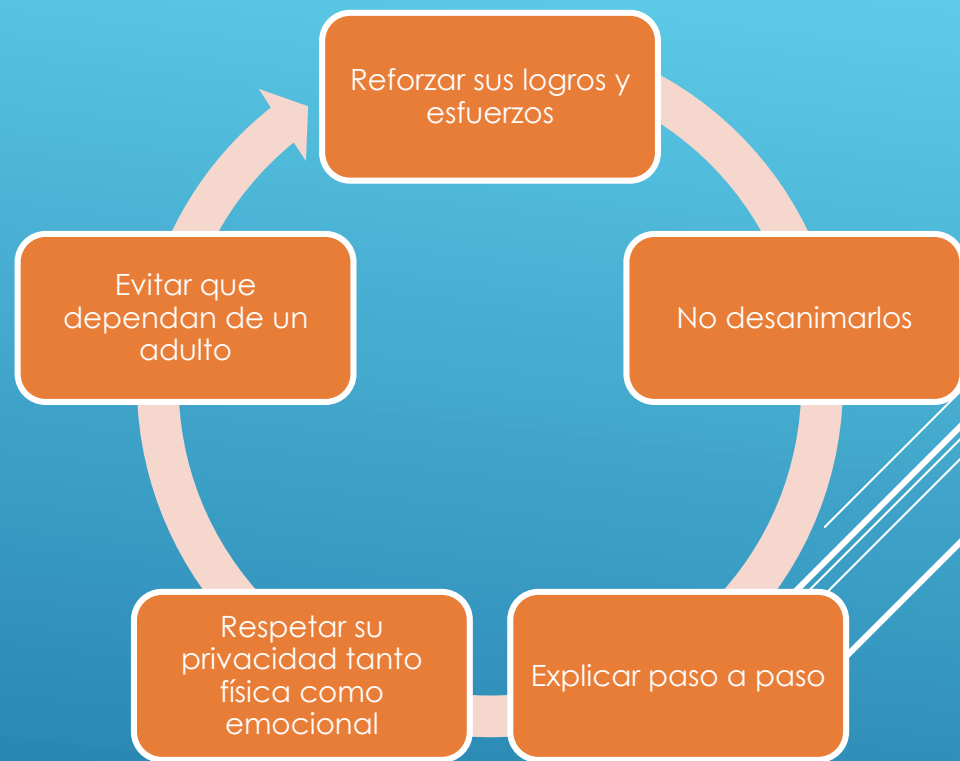 Reforzar sus logros y
esfuerzos
No desanimarlos
Explicar paso a paso
Respetar su
privacidad tanto
física como
emocional
Evitar que
dependan de un
adulto